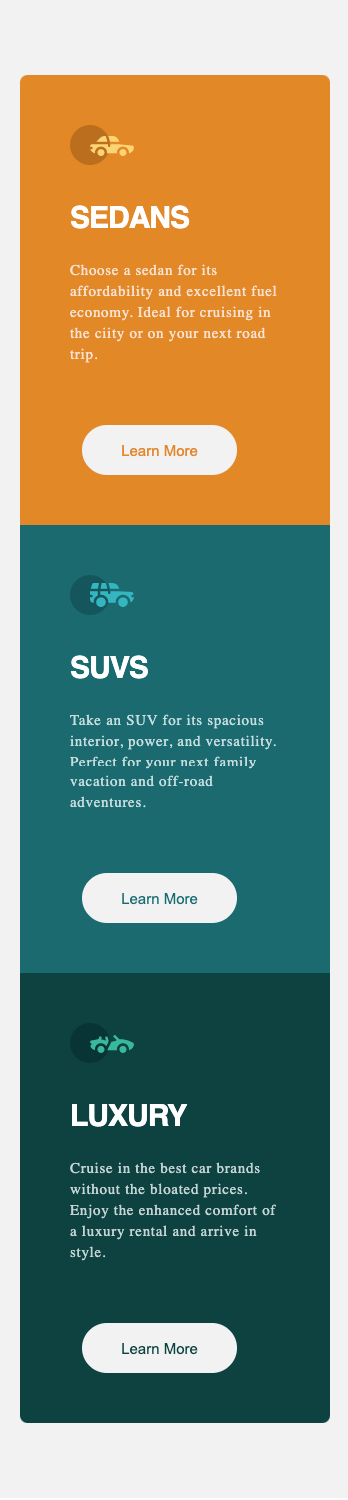 SEDANS
Choose a sedan for its
affordability and excellent fuel
economy. Ideal for cruising in
the ciity or on your next road
trip.
Learn More
SUVS
Take an SUV for its spacious
interior, power, and versatility.
Perfect for your next family
vacation and off-road
adventures.
Learn More
LUXURY
Cruise in the best car brands
without the bloated prices.
Enjoy the enhanced comfort of
a luxury rental and arrive in
style.
Learn More